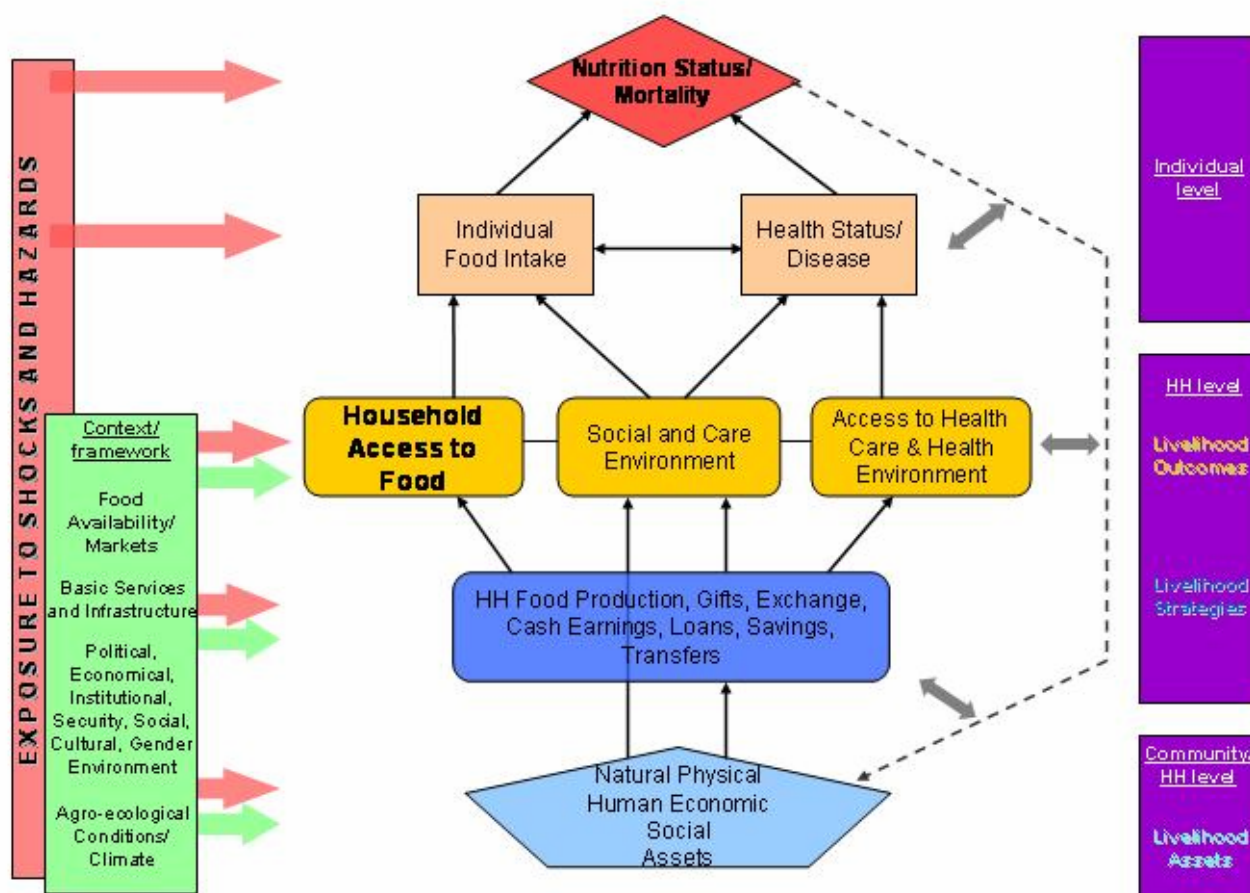 EXPOSURE TO SHOCKS AND HAZARDS
Context/
framework
Food
Availability/
Markets
Basic Services
and Infrastructure
Political,
Economical,
Institutional,
Security, Social,
Cultural, Gender
Environment
Agro-ecological
Conditions/
Climate
Nutrition Status/
Mortality
Individual
Food Intake
Health Status/
Disease
Household
Access to
Food
Social and Care
Environment
Access to Health
Care & Health
Environment
HH Food Production, Gifts, Exchange,
Cash Earnings, Loans, Savings,
Transfers
Natural Physical
Human Economic
Social
Assets
Individual
level
HH level
Livelihood
Outcomes
Livelihood
Strategies
Community/
HH level
Livelihood
Assets